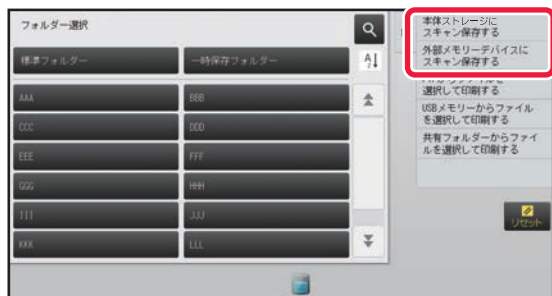 フォルダー選択
標準フォルダー
一時保存フォルダー
AAA
BBB
CCC
DDD
EEE
FFF
GGG
HHH
III
JJJ
KKK
LLL
本体ストレージに
スキャン保存する
外部メモリーデバイスに
スキャン保存する
選択して印刷する
USBメモリーからファイル
を選択して印刷する
共有フォルダーからファイ
ルを選択して印刷する
リセット